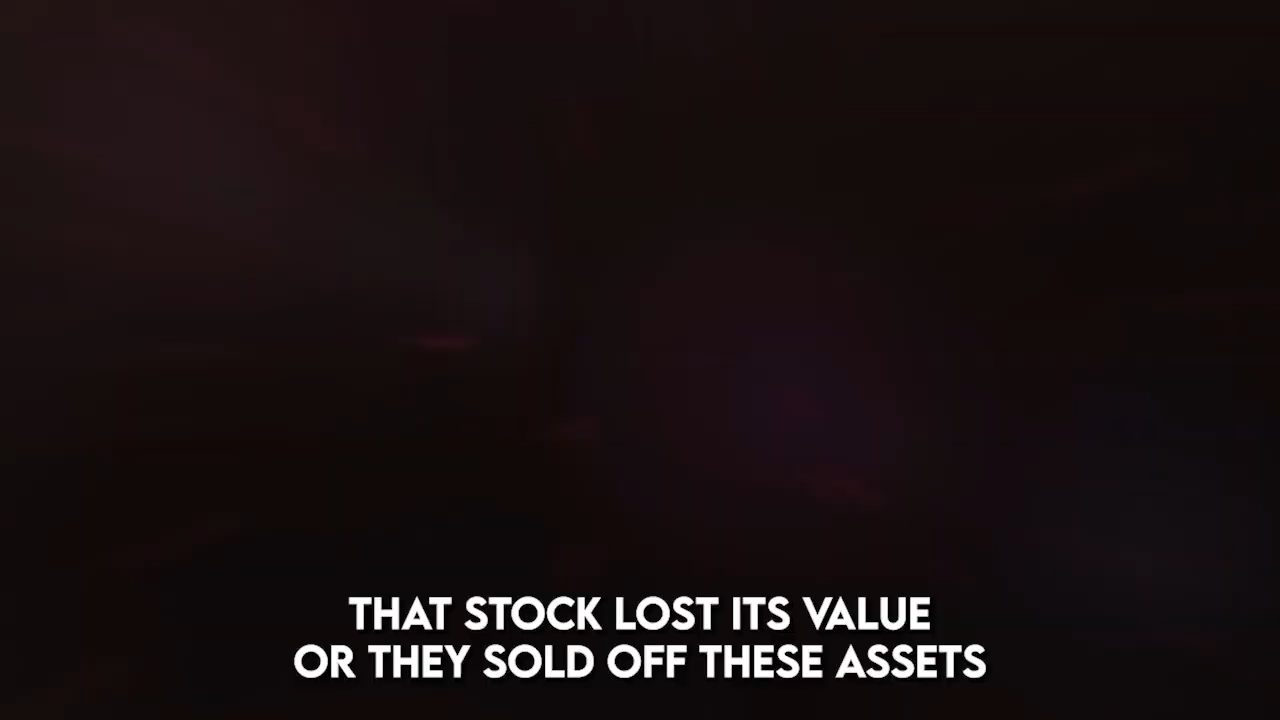 THAT STOCK LOST ITS VALUE
OR THEY SOLD OFF THESE ASSETS